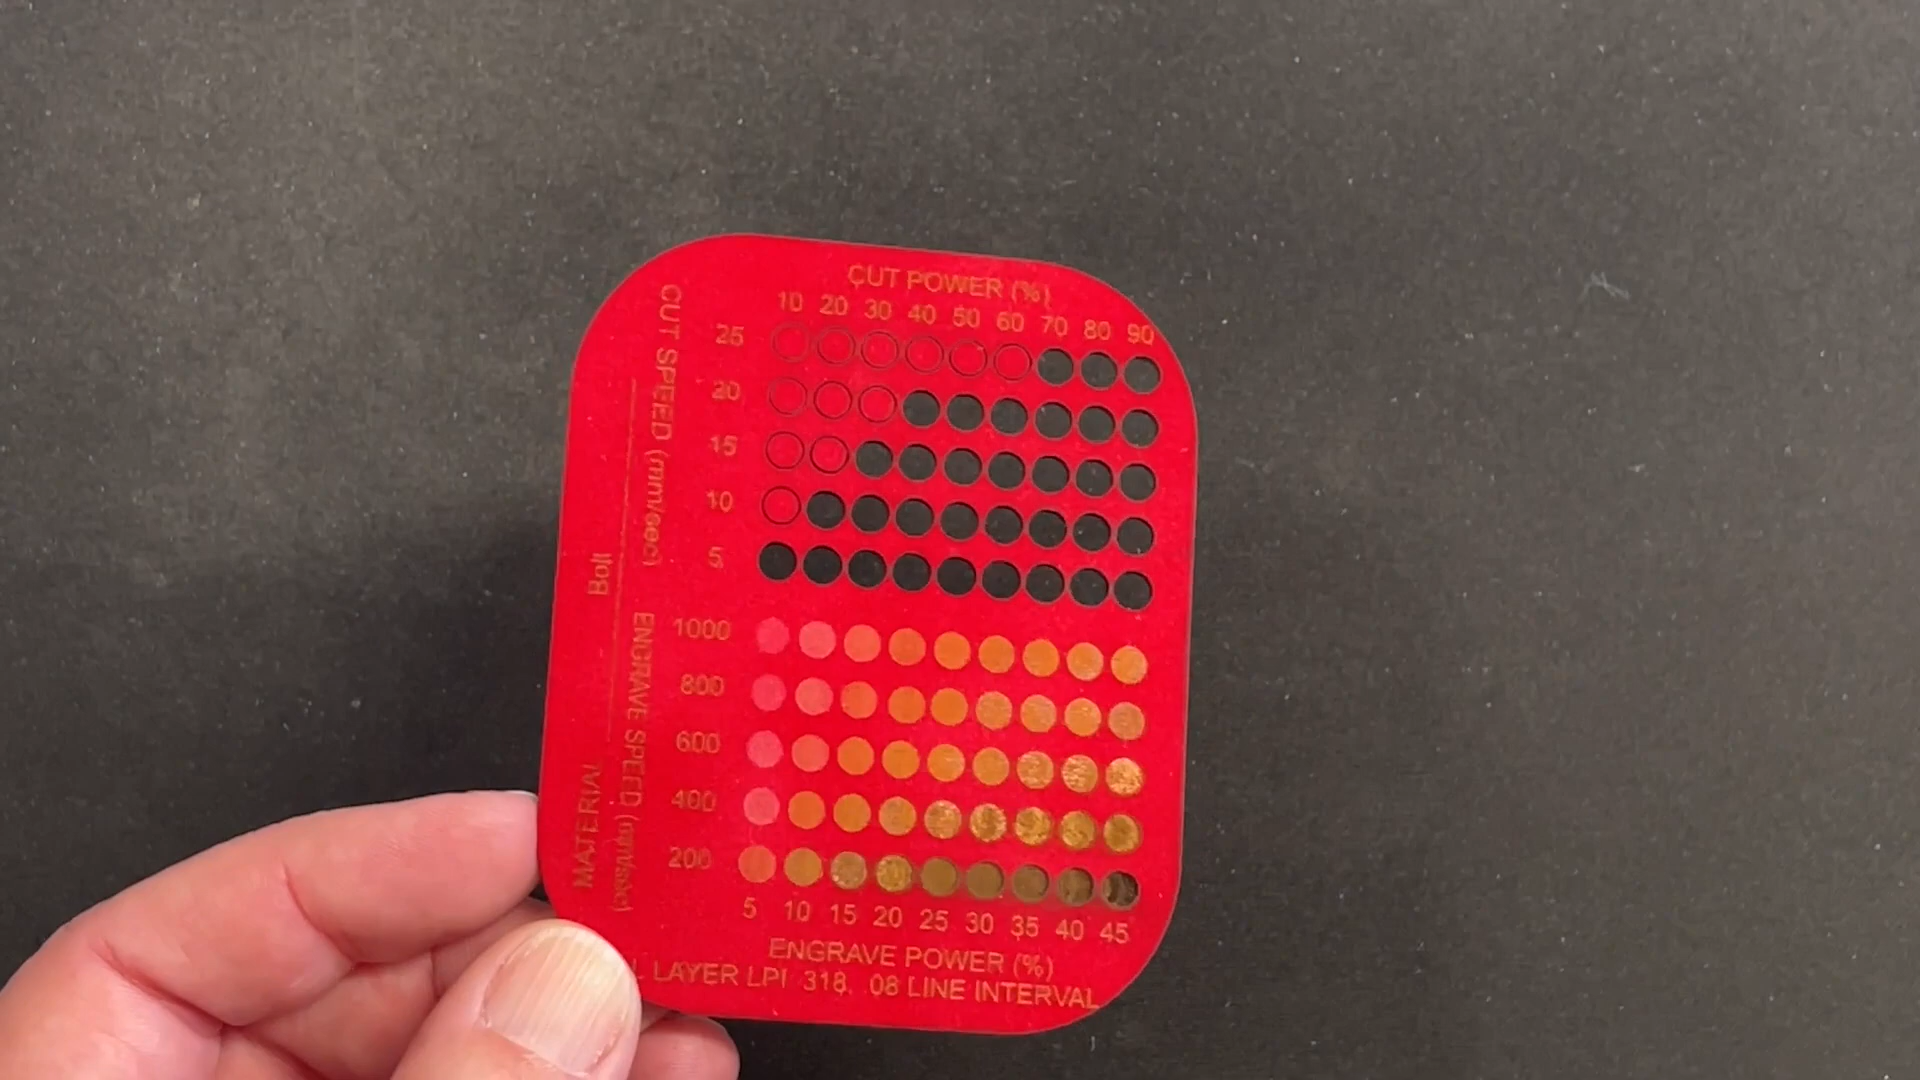 CUT POWER (%)
10 20 30 40 50 60 70 80 90
CUT SPEED (mm/sec)
25
20
15
10
5
MATERIAL
ENGRAVE SPEED (mm/sec)
1000
800
600
400
200
5 10 15 20 25 30 35 40 45
ENGRAVE POWER (%)
LAYER LPI 318. .08 LINE INTERVAL